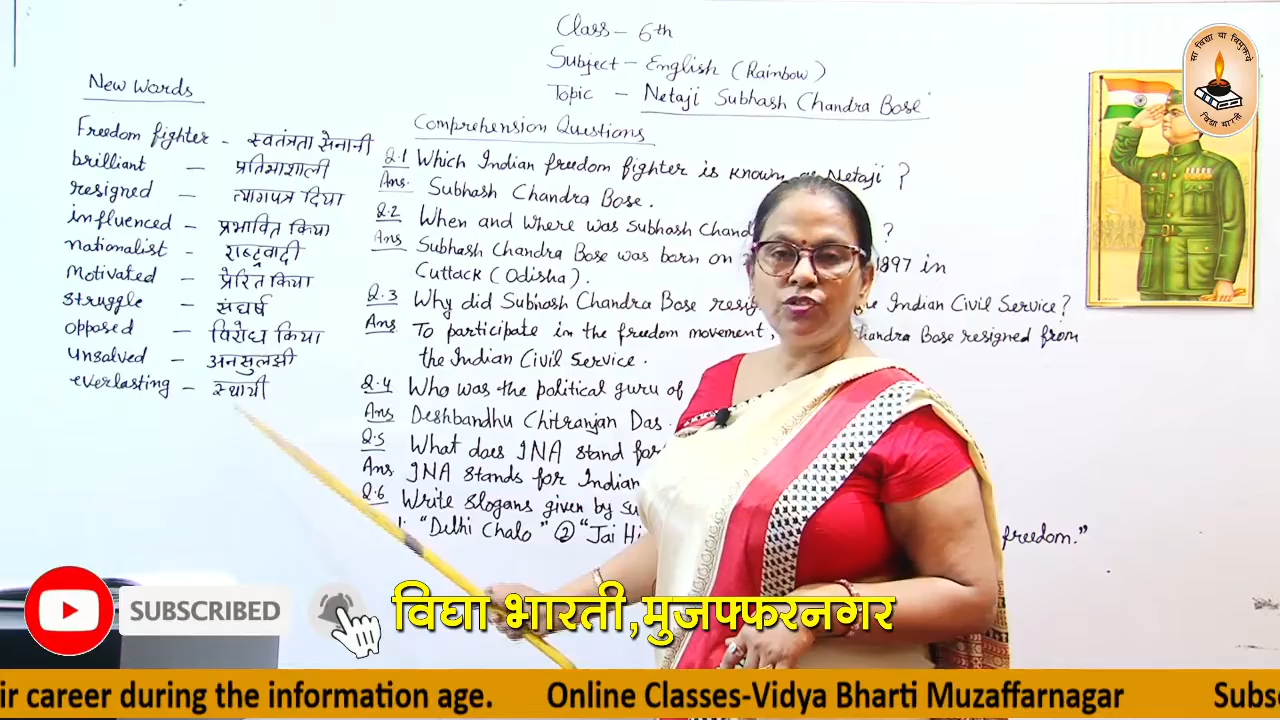 Class - 6th
Subject - English (Rainbow)
Topic - Netaji Subhash Chandra Bose
New Words
Freedom fighter - स्वतंत्रता सेनानी
brilliant - प्रतिभाशाली
resigned - त्यागपत्र दिया
influenced - प्रभावित किया
nationalist - राष्ट्रवादी
Motivated - प्रेरित किया
Struggle - संघर्ष
opposed - विरोध किया
unsolved - अनसुलझी
everlasting - स्थायी
Comprehension Questions
Q.1 Which Indian freedom fighter is known Netaji ?
Ans. Subhash Chandra Bose.
Q.2 When and where was Subhash Chand ?
Ans Subhash Chandra Bose was born on 1897 in
Cuttack (Odisha).
Q.3 Why did Subhash Chandra Bose resig Indian Civil Service?
Ans To participate in the freedom movement, handra Bose resigned from
the Indian Civil Service.
Q.4 Who was the political guru of
Ans Deshbandhu Chitranjan Das.
Q.5 What does INA stand for
Ans INA stands for Indian
Q.6 Write slogans given by su
"Delhi Chalo" ② "Jai Hi freedom."
सा विद्या या विमुक्तये
विद्या भारती
SUBSCRIBED
विद्या भारती,मुजफ्फरनगर
ir career during the information age. Online Classes-Vidya Bharti Muzaffarnagar Subs